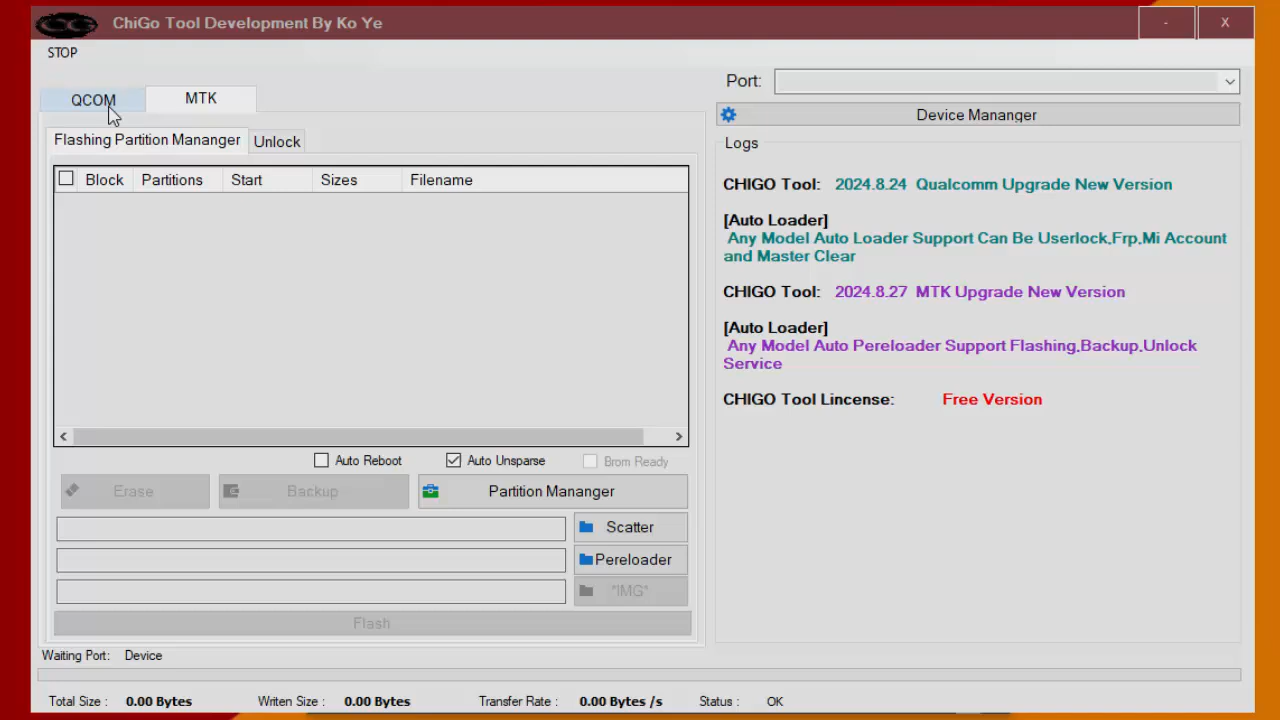 ChiGo Tool Development By Ko Ye
- X
STOP
QCOM MTK
Port:
Device Mananger
Flashing Partition Mananger Unlock
Block Partitions Start Sizes Filename
Auto Reboot Auto Unsparse Brom Ready
Erase Backup Partition Mananger
Scatter
Pereloader
*IMG*
Flash
Logs
CHIGO Tool: 2024.8.24 Qualcomm Upgrade New Version
[Auto Loader]
Any Model Auto Loader Support Can Be Userlock,Frp,Mi Account
and Master Clear
CHIGO Tool: 2024.8.27 MTK Upgrade New Version
[Auto Loader]
Any Model Auto Pereloader Support Flashing,Backup,Unlock
Service
CHIGO Tool Lincense: Free Version
Waiting Port: Device
Total Size : 0.00 Bytes Writen Size : 0.00 Bytes Transfer Rate : 0.00 Bytes /s Status : OK